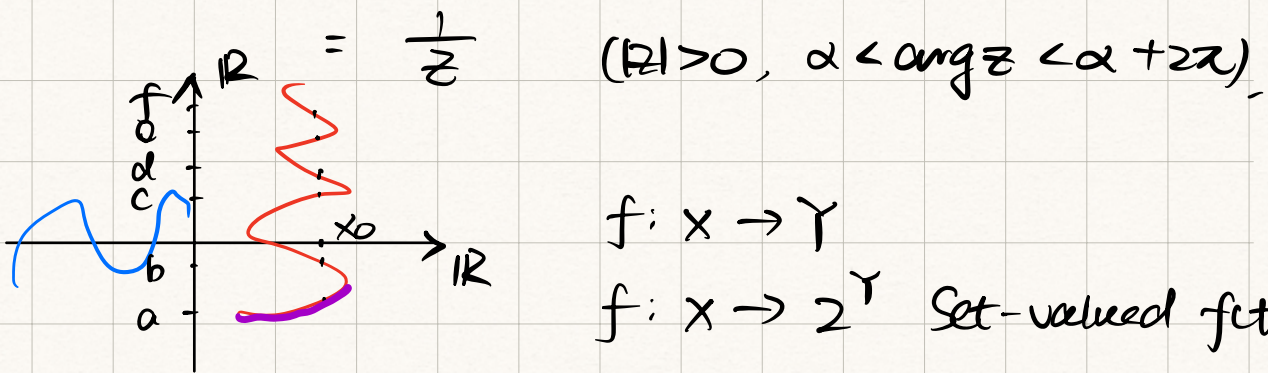 = 1/z (|z|>0, α < arg z < α + 2π).
ℝ
f
e
d
c
x0
b
ℝ
a
f: X → Y
f: X → 2^Y Set-valued fct